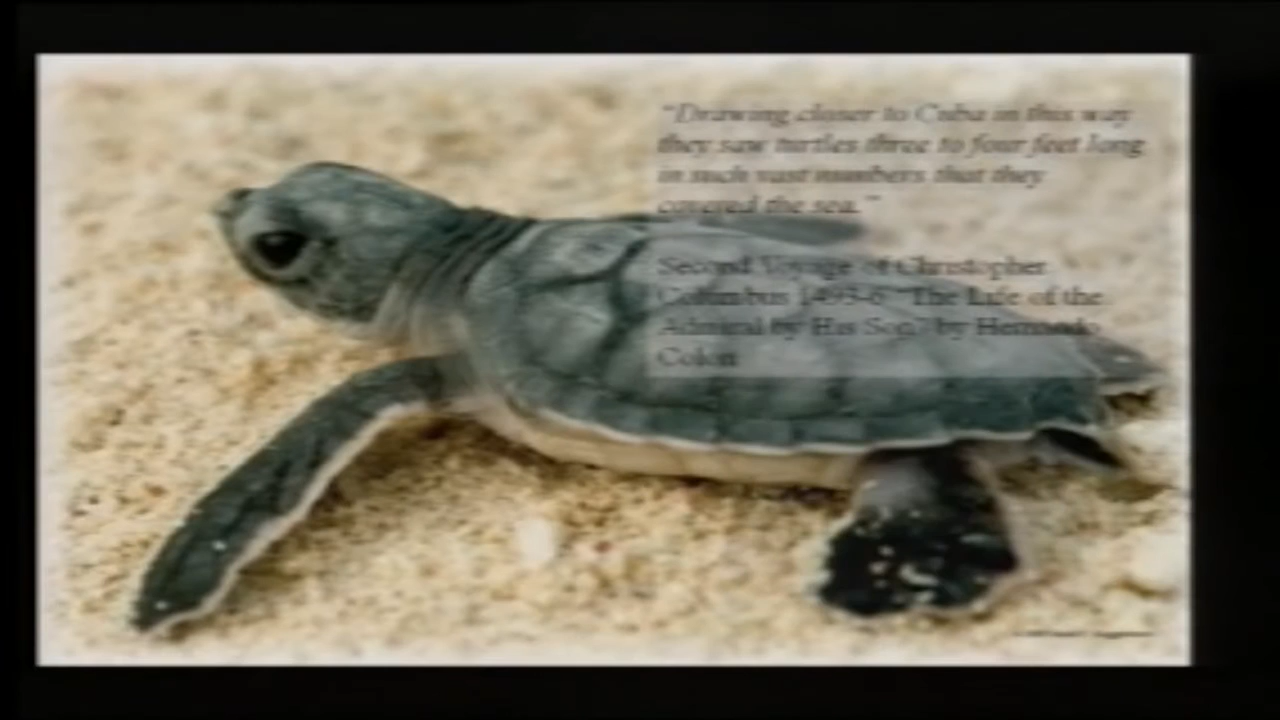 "Drawing closer to Cuba in this way
they saw turtles three to four feet long
in such vast numbers that they
covered the sea."
Second Voyage of Christopher
Columbus 1493-6 "The Life of the
Admiral by His Son," by Hernando
Colon